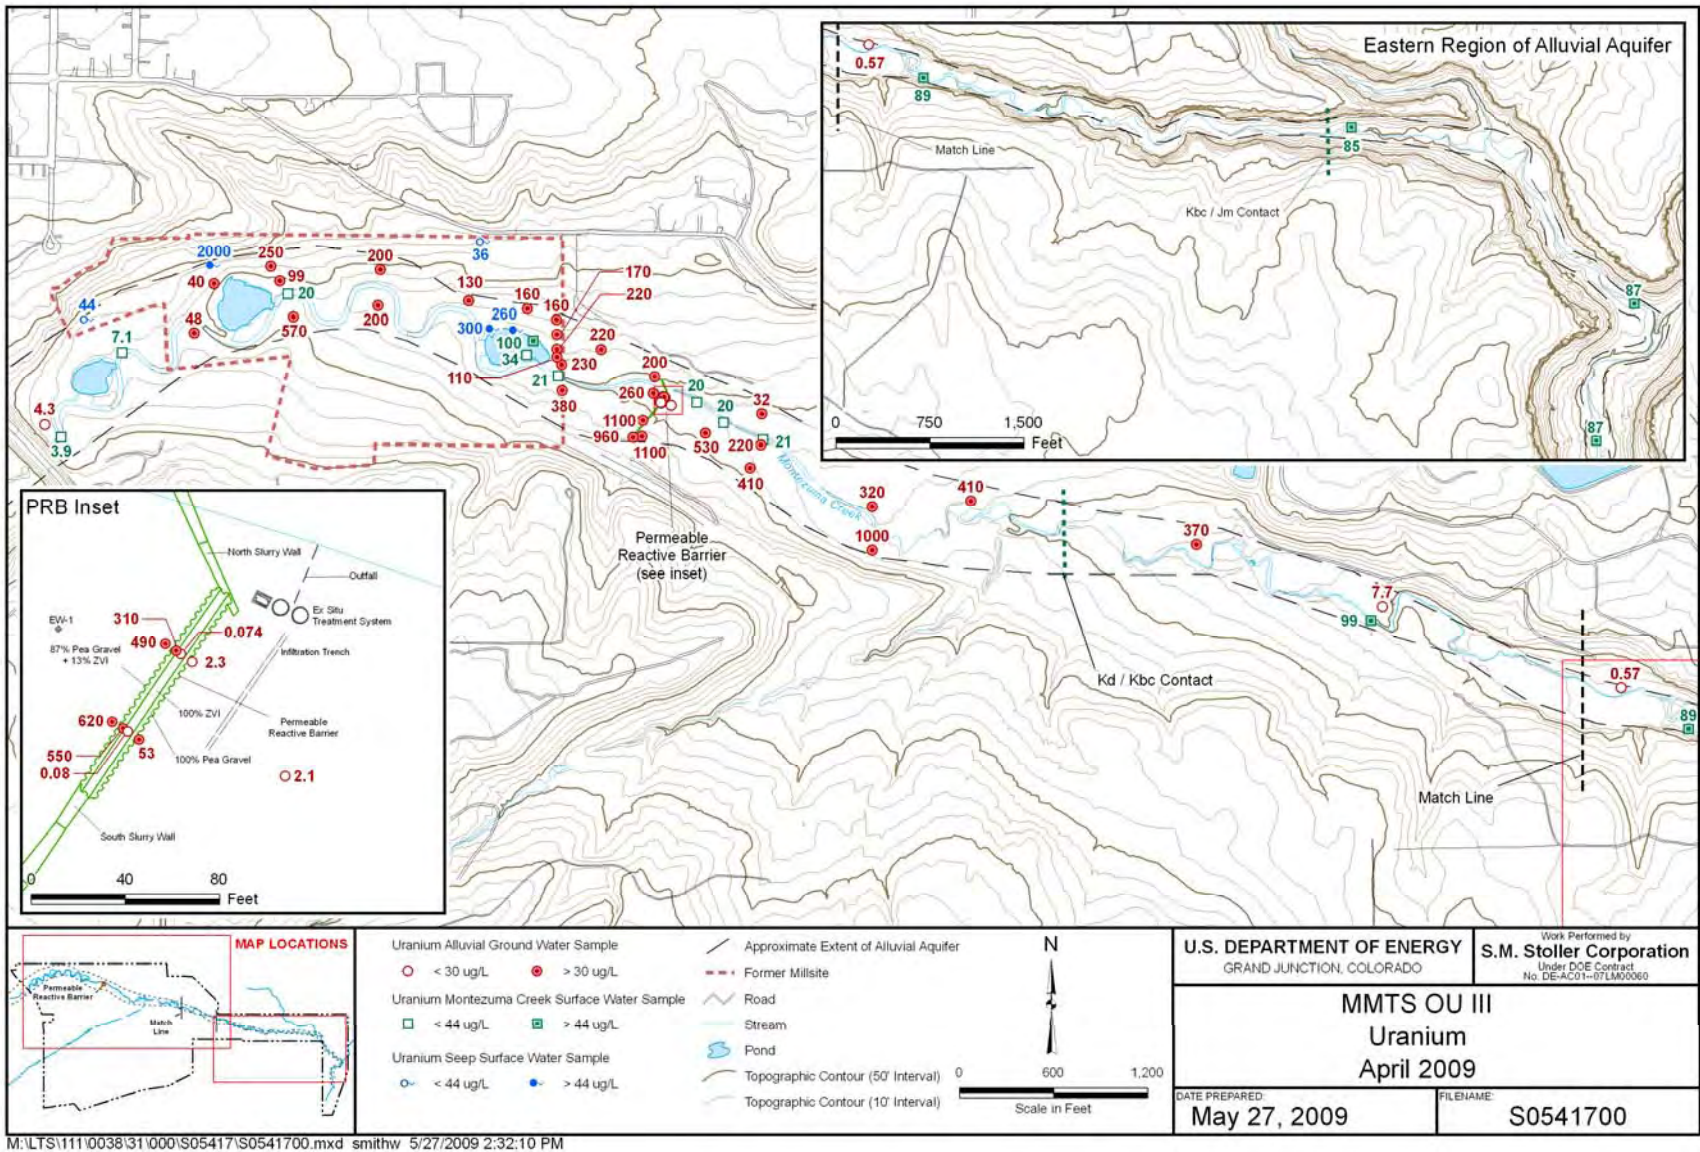 Eastern Region of Alluvial Aquifer
0.57
89
Match Line
85
Kbc / Jm Contact
87
87
0 750 1,500
Feet
2000
250
200
36
40
99
20
44
48
570
200
7.1
4.3
3.9
130
160
160
170
220
300
260
100
34
220
230
110
21
380
200
260
20
20
32
1100
960
1100
530
220
21
410
Montezuma Creek
320
410
1000
370
7.7
99
0.57
89
Permeable
Reactive Barrier
(see inset)
Kd / Kbc Contact
Match Line
PRB Inset
North Slurry Wall
Outfall
EW-1
310
490
0.074
2.3
Ex Situ
Treatment System
87% Pea Gravel
+ 13% ZVI
Infiltration Trench
100% ZVI
620
Permeable
Reactive Barrier
550
0.08
53
100% Pea Gravel
2.1
South Slurry Wall
0 40 80
Feet
MAP LOCATIONS
Permeable
Reactive Barrier
Match
Line
Uranium Alluvial Ground Water Sample
< 30 ug/L > 30 ug/L
Uranium Montezuma Creek Surface Water Sample
< 44 ug/L > 44 ug/L
Uranium Seep Surface Water Sample
< 44 ug/L > 44 ug/L
Approximate Extent of Alluvial Aquifer
Former Millsite
Road
Stream
Pond
Topographic Contour (50' Interval)
Topographic Contour (10' Interval)
N
0 600 1,200
Scale in Feet
U.S. DEPARTMENT OF ENERGY
GRAND JUNCTION, COLORADO
Work Performed by
S.M. Stoller Corporation
Under DOE Contract
No. DE-AC01--07LM00060
MMTS OU III
Uranium
April 2009
DATE PREPARED:
May 27, 2009
FILENAME:
S0541700
M:\LTS\111\0038\31\000\S05417\S0541700.mxd smithw 5/27/2009 2:32:10 PM